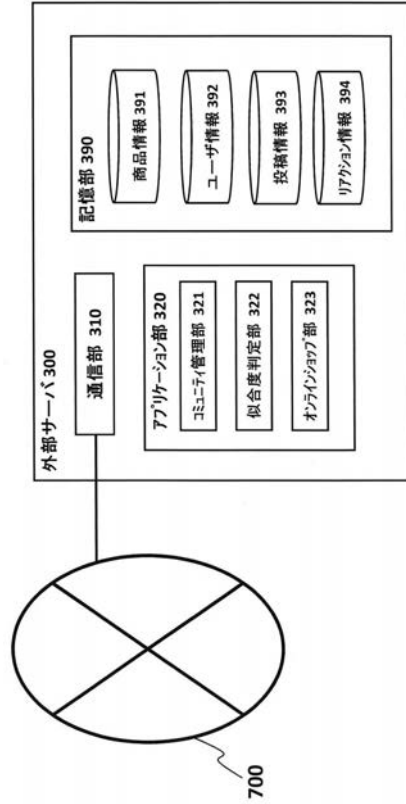 外部サーバ 300
通信部 310
アプリケーション部 320
コミュニティ管理部 321
似合度判定部 322
オンラインショップ部 323
記憶部 390
商品情報 391
ユーザ情報 392
投稿情報 393
リアクション情報 394
700